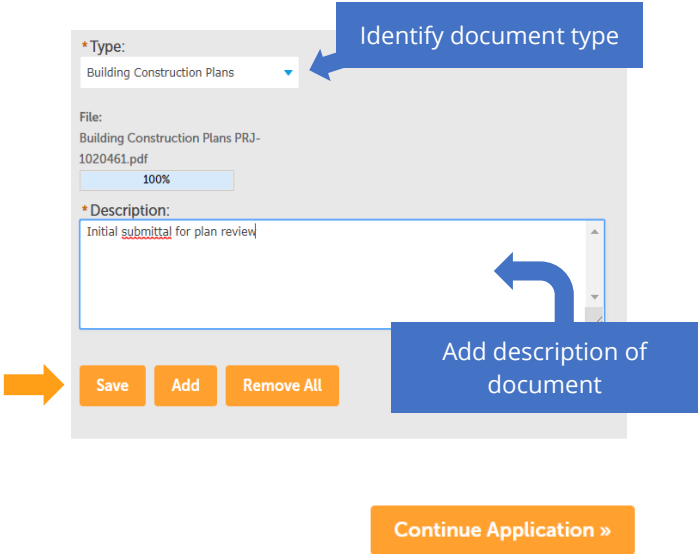 Identify document type
*Type:
Building Construction Plans
File:
Building Construction Plans PRJ-
1020461.pdf
100%
*Description:
Initial submittal for plan review
Add description of
document
Save Add Remove All
Continue Application »